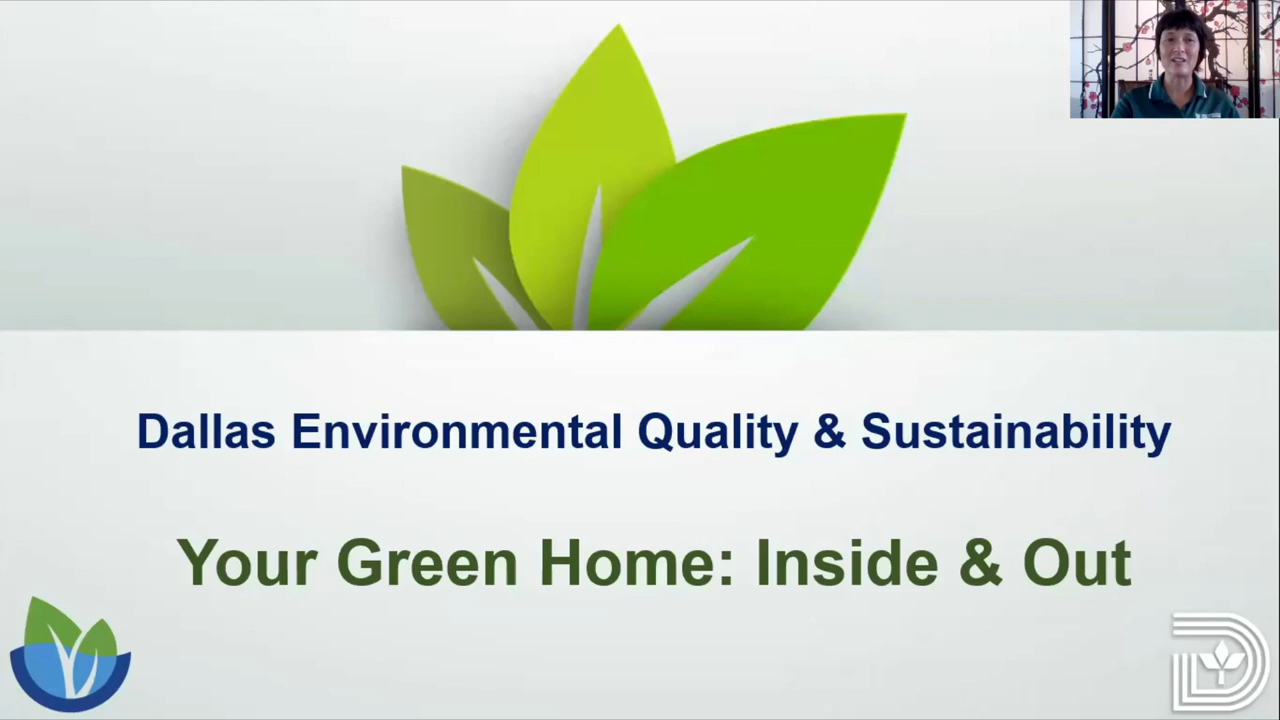 Dallas Environmental Quality & Sustainability
Your Green Home: Inside & Out